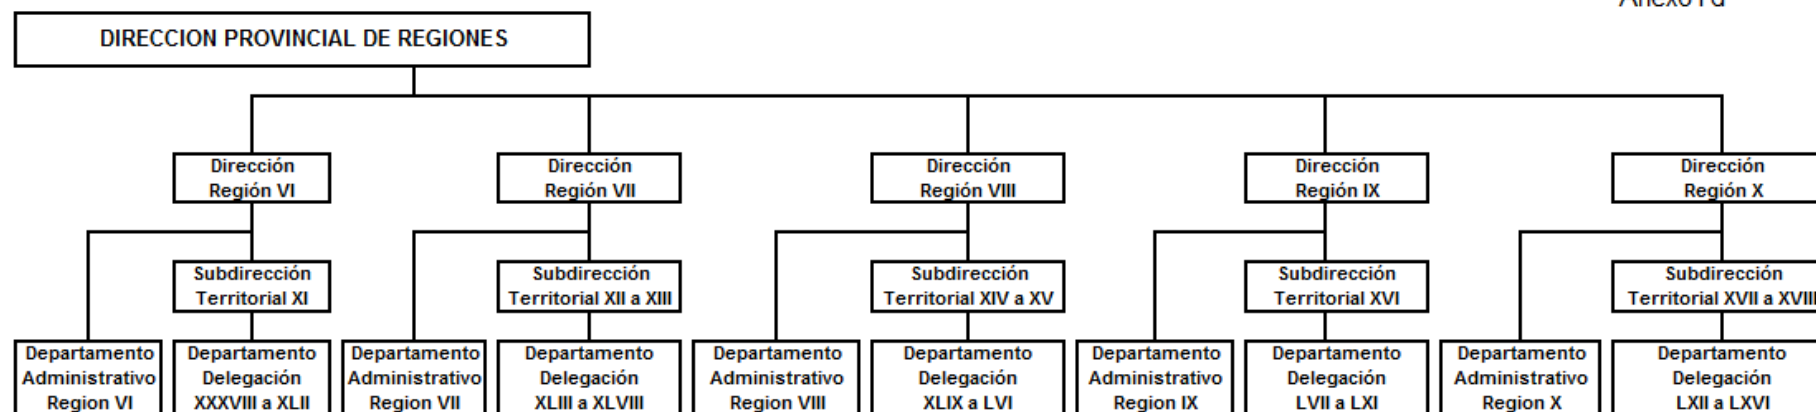 DIRECCION PROVINCIAL DE REGIONES
Dirección
Región VI
Dirección
Región VII
Dirección
Región VIII
Dirección
Región IX
Dirección
Región X
Subdirección
Territorial XI
Subdirección
Territorial XII a XIII
Subdirección
Territorial XIV a XV
Subdirección
Territorial XVI
Subdirección
Territorial XVII a XVIII
Departamento
Administrativo
Region VI
Departamento
Delegación
XXXVIII a XLII
Departamento
Administrativo
Region VII
Departamento
Delegación
XLIII a XLVIII
Departamento
Administrativo
Region VIII
Departamento
Delegación
XLIX a LVI
Departamento
Administrativo
Region IX
Departamento
Delegación
LVII a LXI
Departamento
Administrativo
Region X
Departamento
Delegación
LXII a LXVI